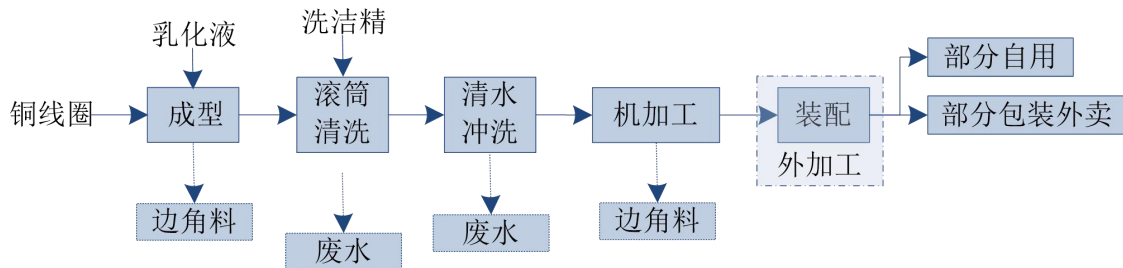 乳化液
洗洁精
铜线圈
成型
滚筒
清洗
清水
冲洗
机加工
装配
外加工
部分自用
部分包装外卖
边角料
废水
废水
边角料